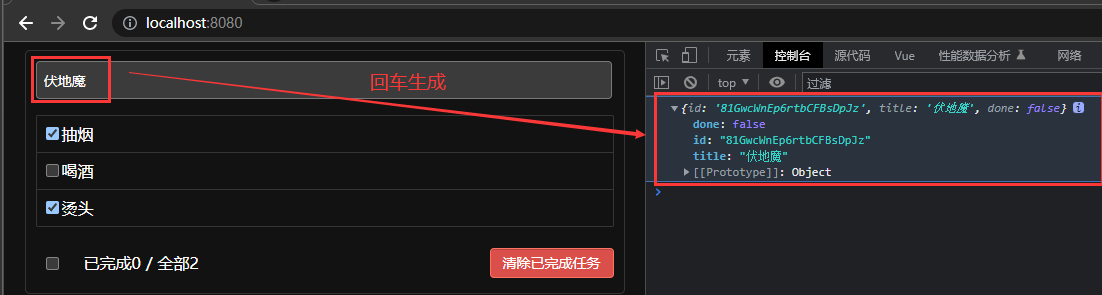 localhost:8080
伏地魔
回车生成
抽烟
喝酒
烫头
已完成0 / 全部2
清除已完成任务
元素 控制台 源代码 Vue 性能数据分析 网络
top 过滤
{id: '81GwcWnEp6rtbCFBsDpJz', title: '伏地魔', done: false} i
done: false
id: "81GwcWnEp6rtbCFBsDpJz"
title: "伏地魔"
[[Prototype]]: Object